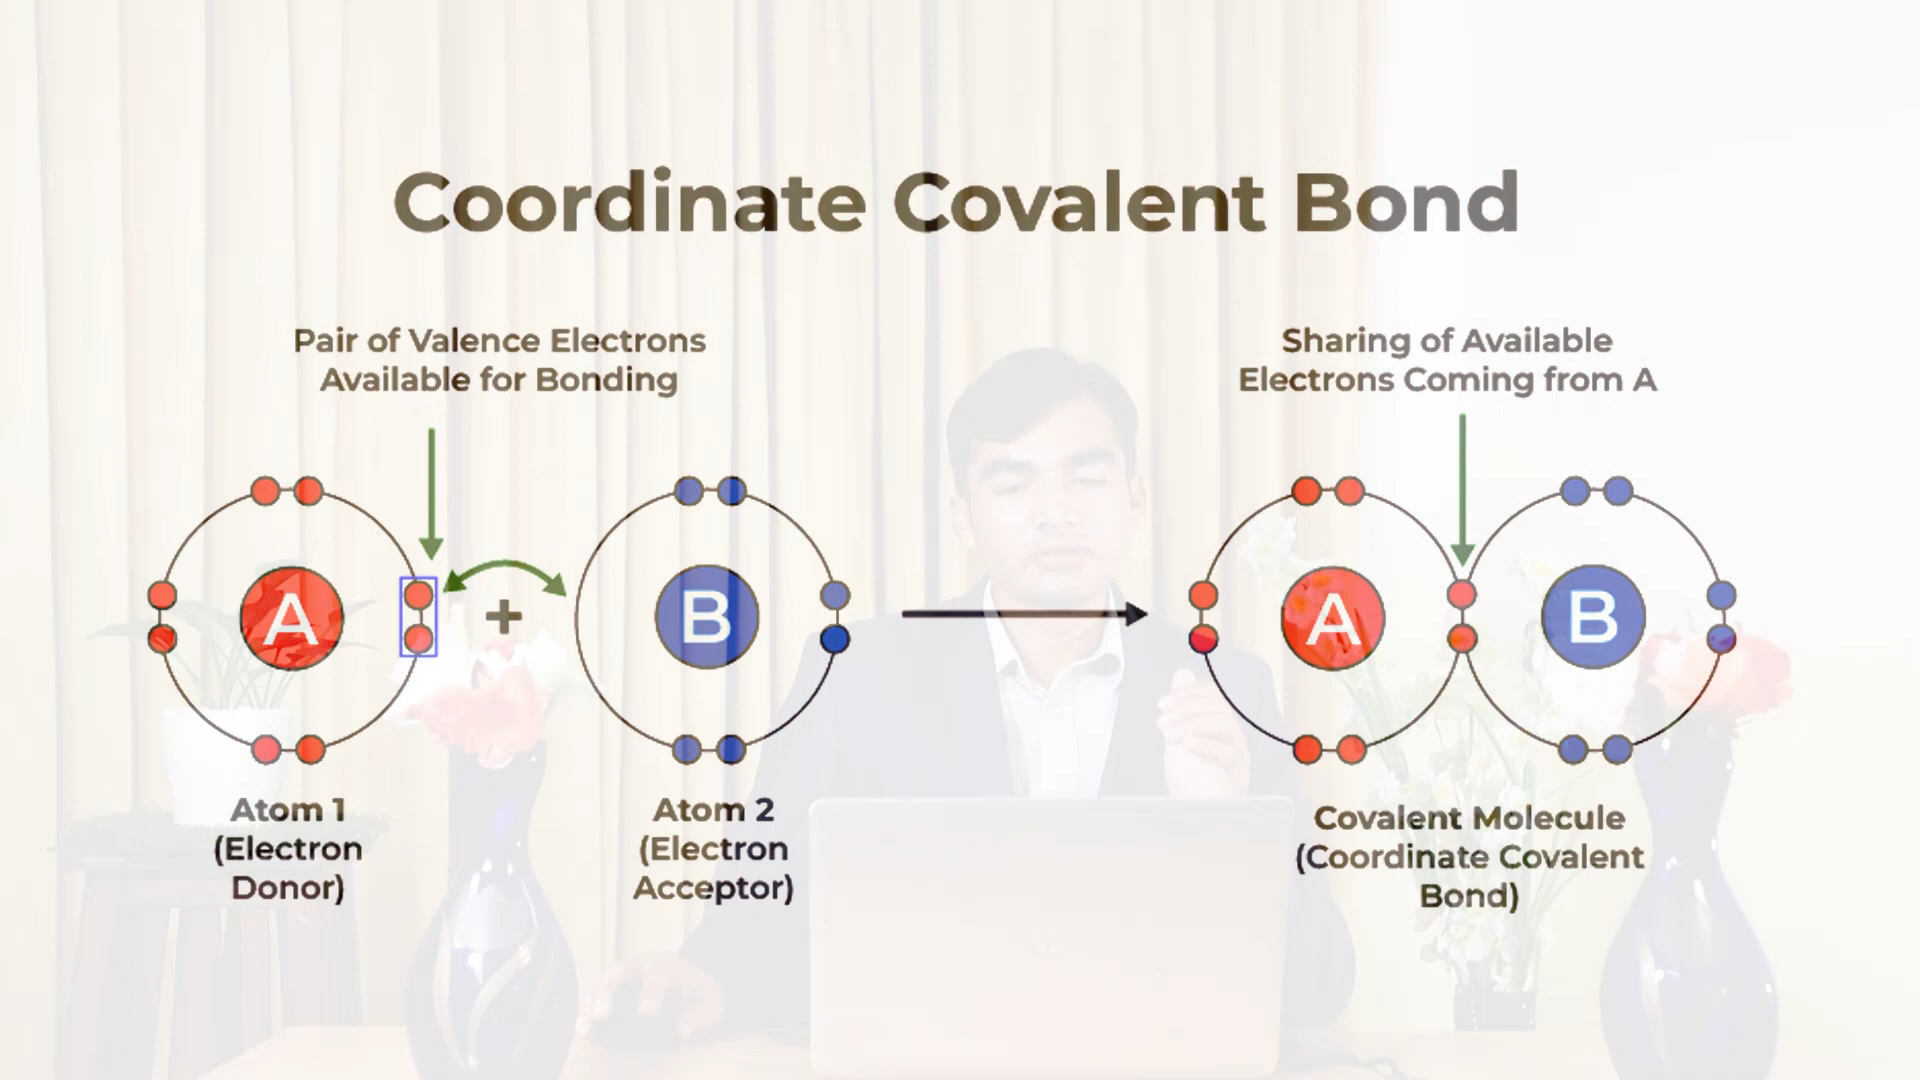 Coordinate Covalent Bond
Pair of Valence Electrons
Available for Bonding
Sharing of Available
Electrons Coming from A
A
+
B
A
B
Atom 1
(Electron
Donor)
Atom 2
(Electron
Acceptor)
Covalent Molecule
(Coordinate Covalent
Bond)